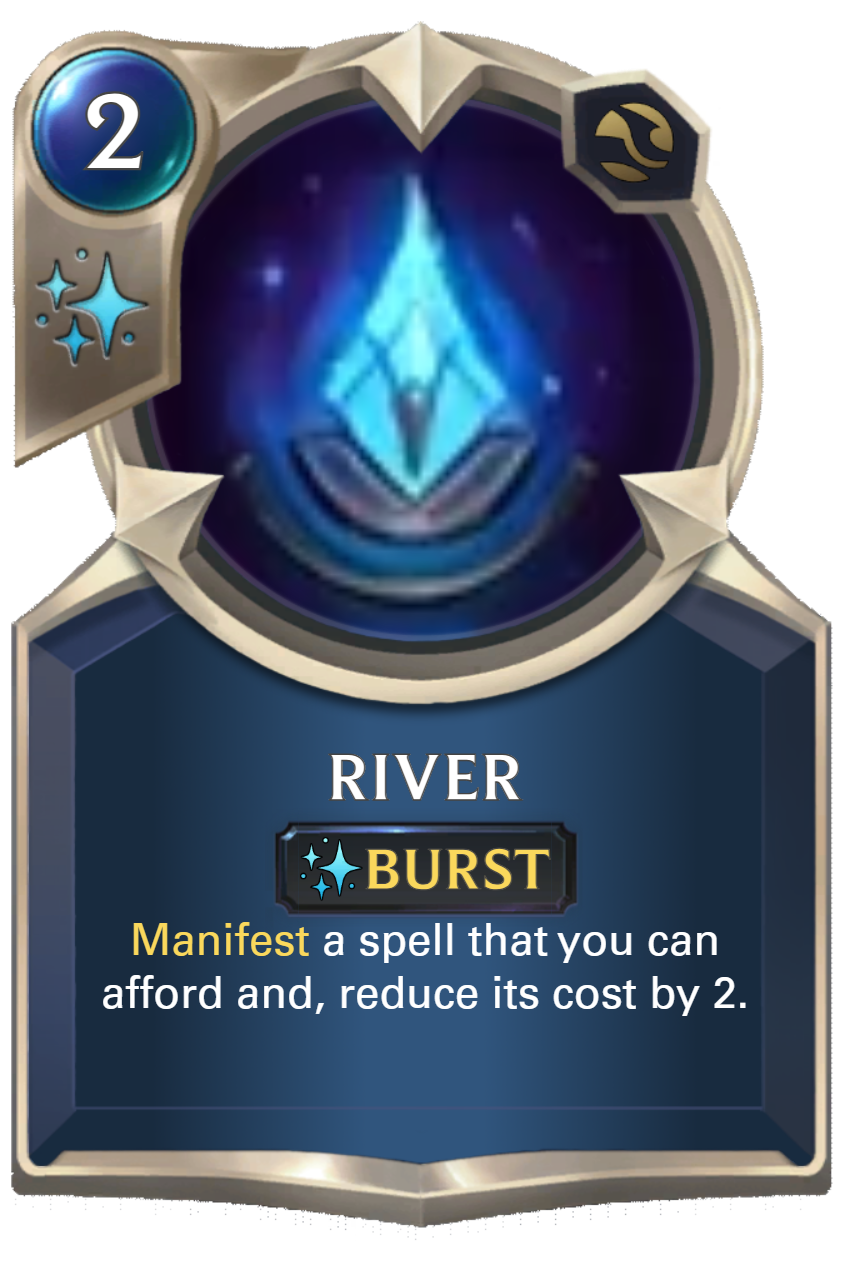 2
RIVER
BURST
Manifest a spell that you can
afford and, reduce its cost by 2.